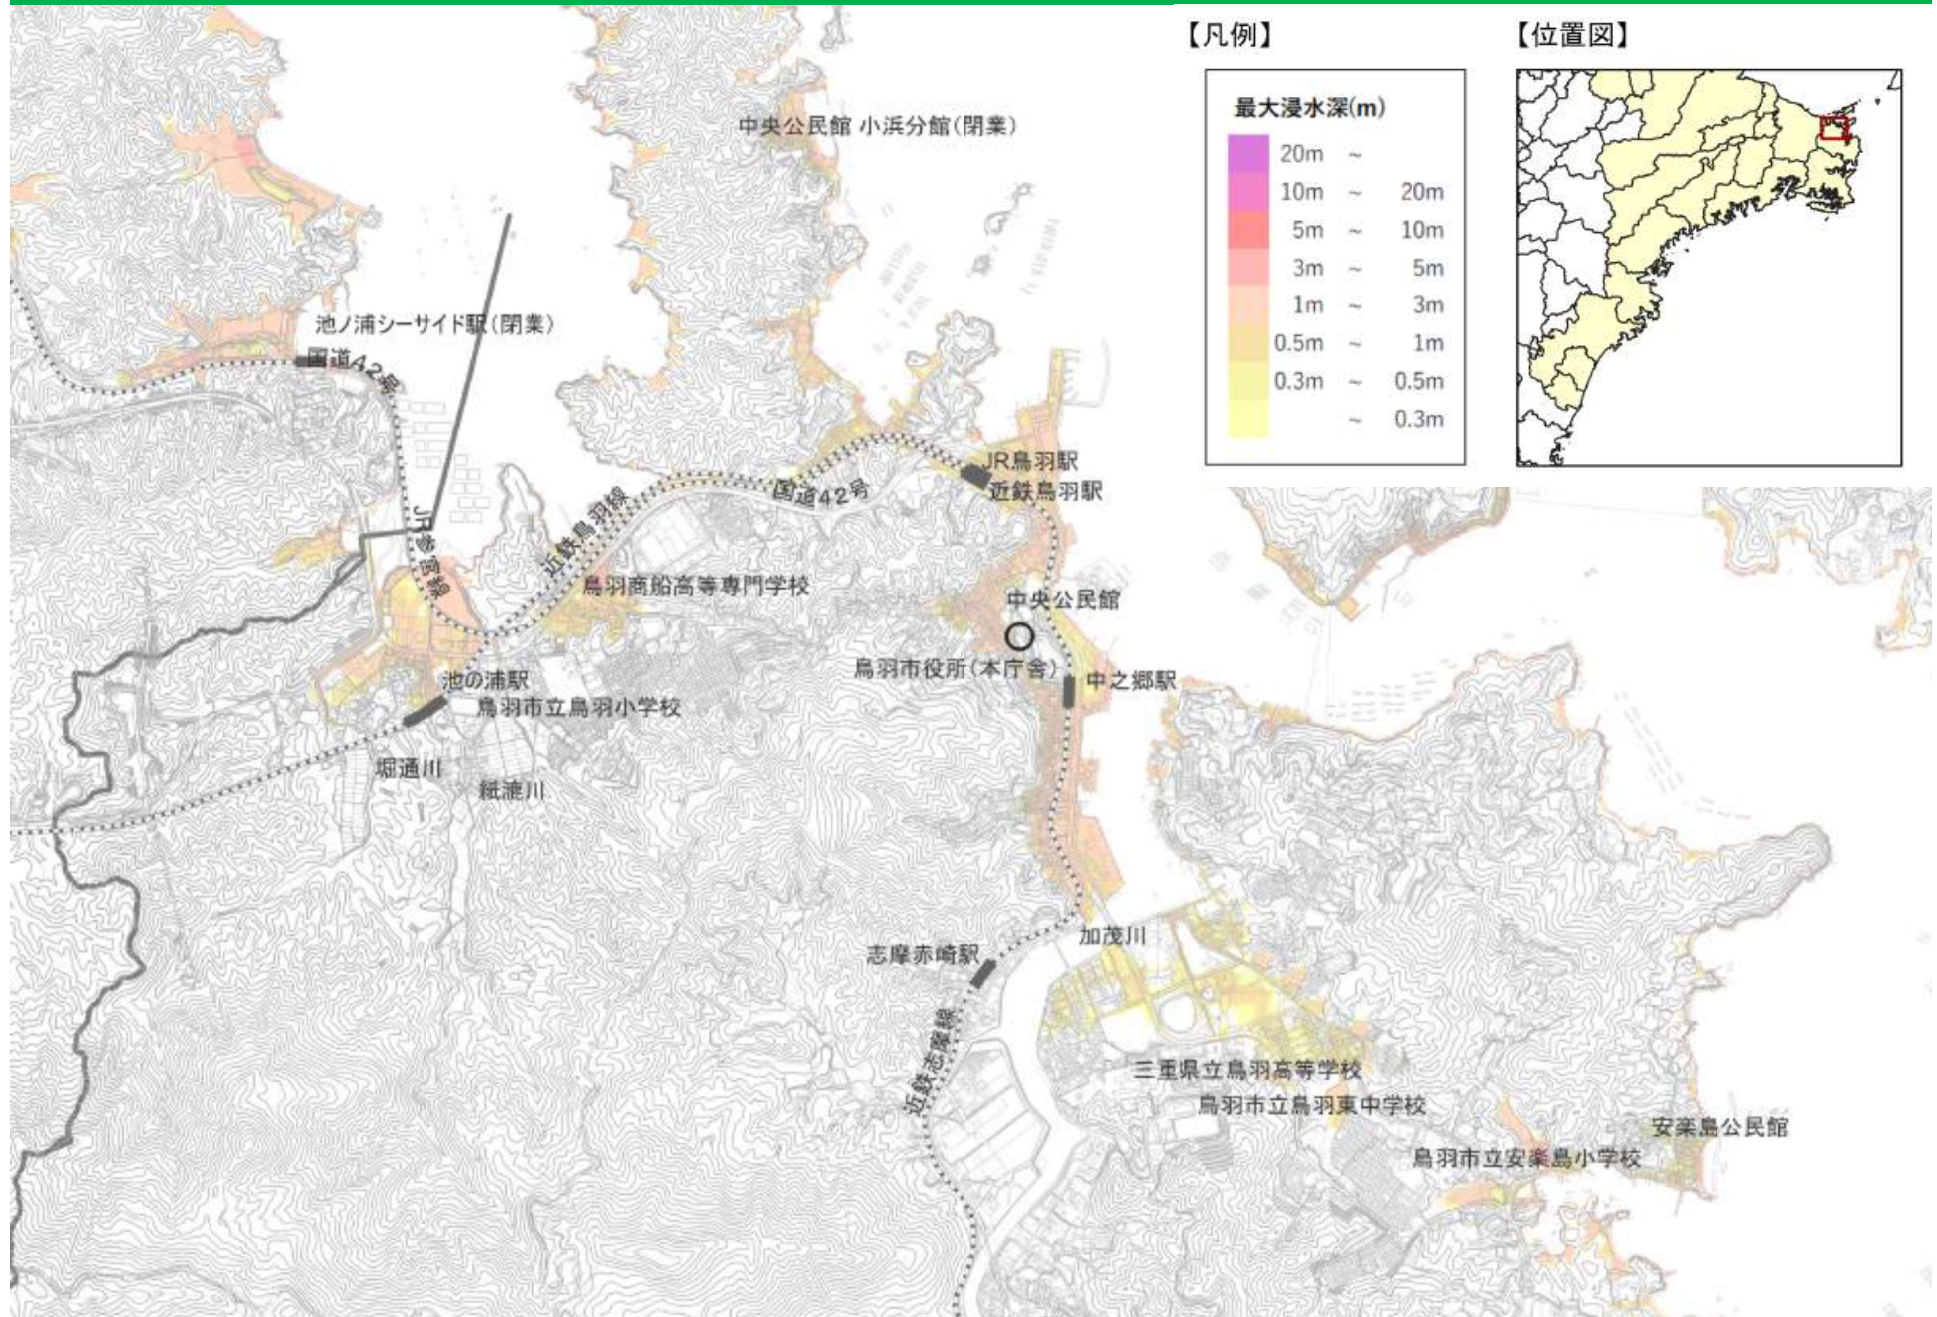 【凡例】
【位置図】
最大浸水深(m)
20m ～
10m ～ 20m
5m ～ 10m
3m ～ 5m
1m ～ 3m
0.5m ～ 1m
0.3m ～ 0.5m
～ 0.3m
中央公民館 小浜分館(閉業)
池ノ浦シーサイド駅(閉業)
国道42号
JR鳥羽駅
近鉄鳥羽駅
国道42号
近鉄鳥羽線
JR参宮線
鳥羽商船高等専門学校
中央公民館
鳥羽市役所(本庁舎)
中之郷駅
池の浦駅
鳥羽市立鳥羽小学校
堀通川
紙漉川
加茂川
志摩赤崎駅
近鉄志摩線
三重県立鳥羽高等学校
鳥羽市立鳥羽東中学校
安楽島公民館
鳥羽市立安楽島小学校